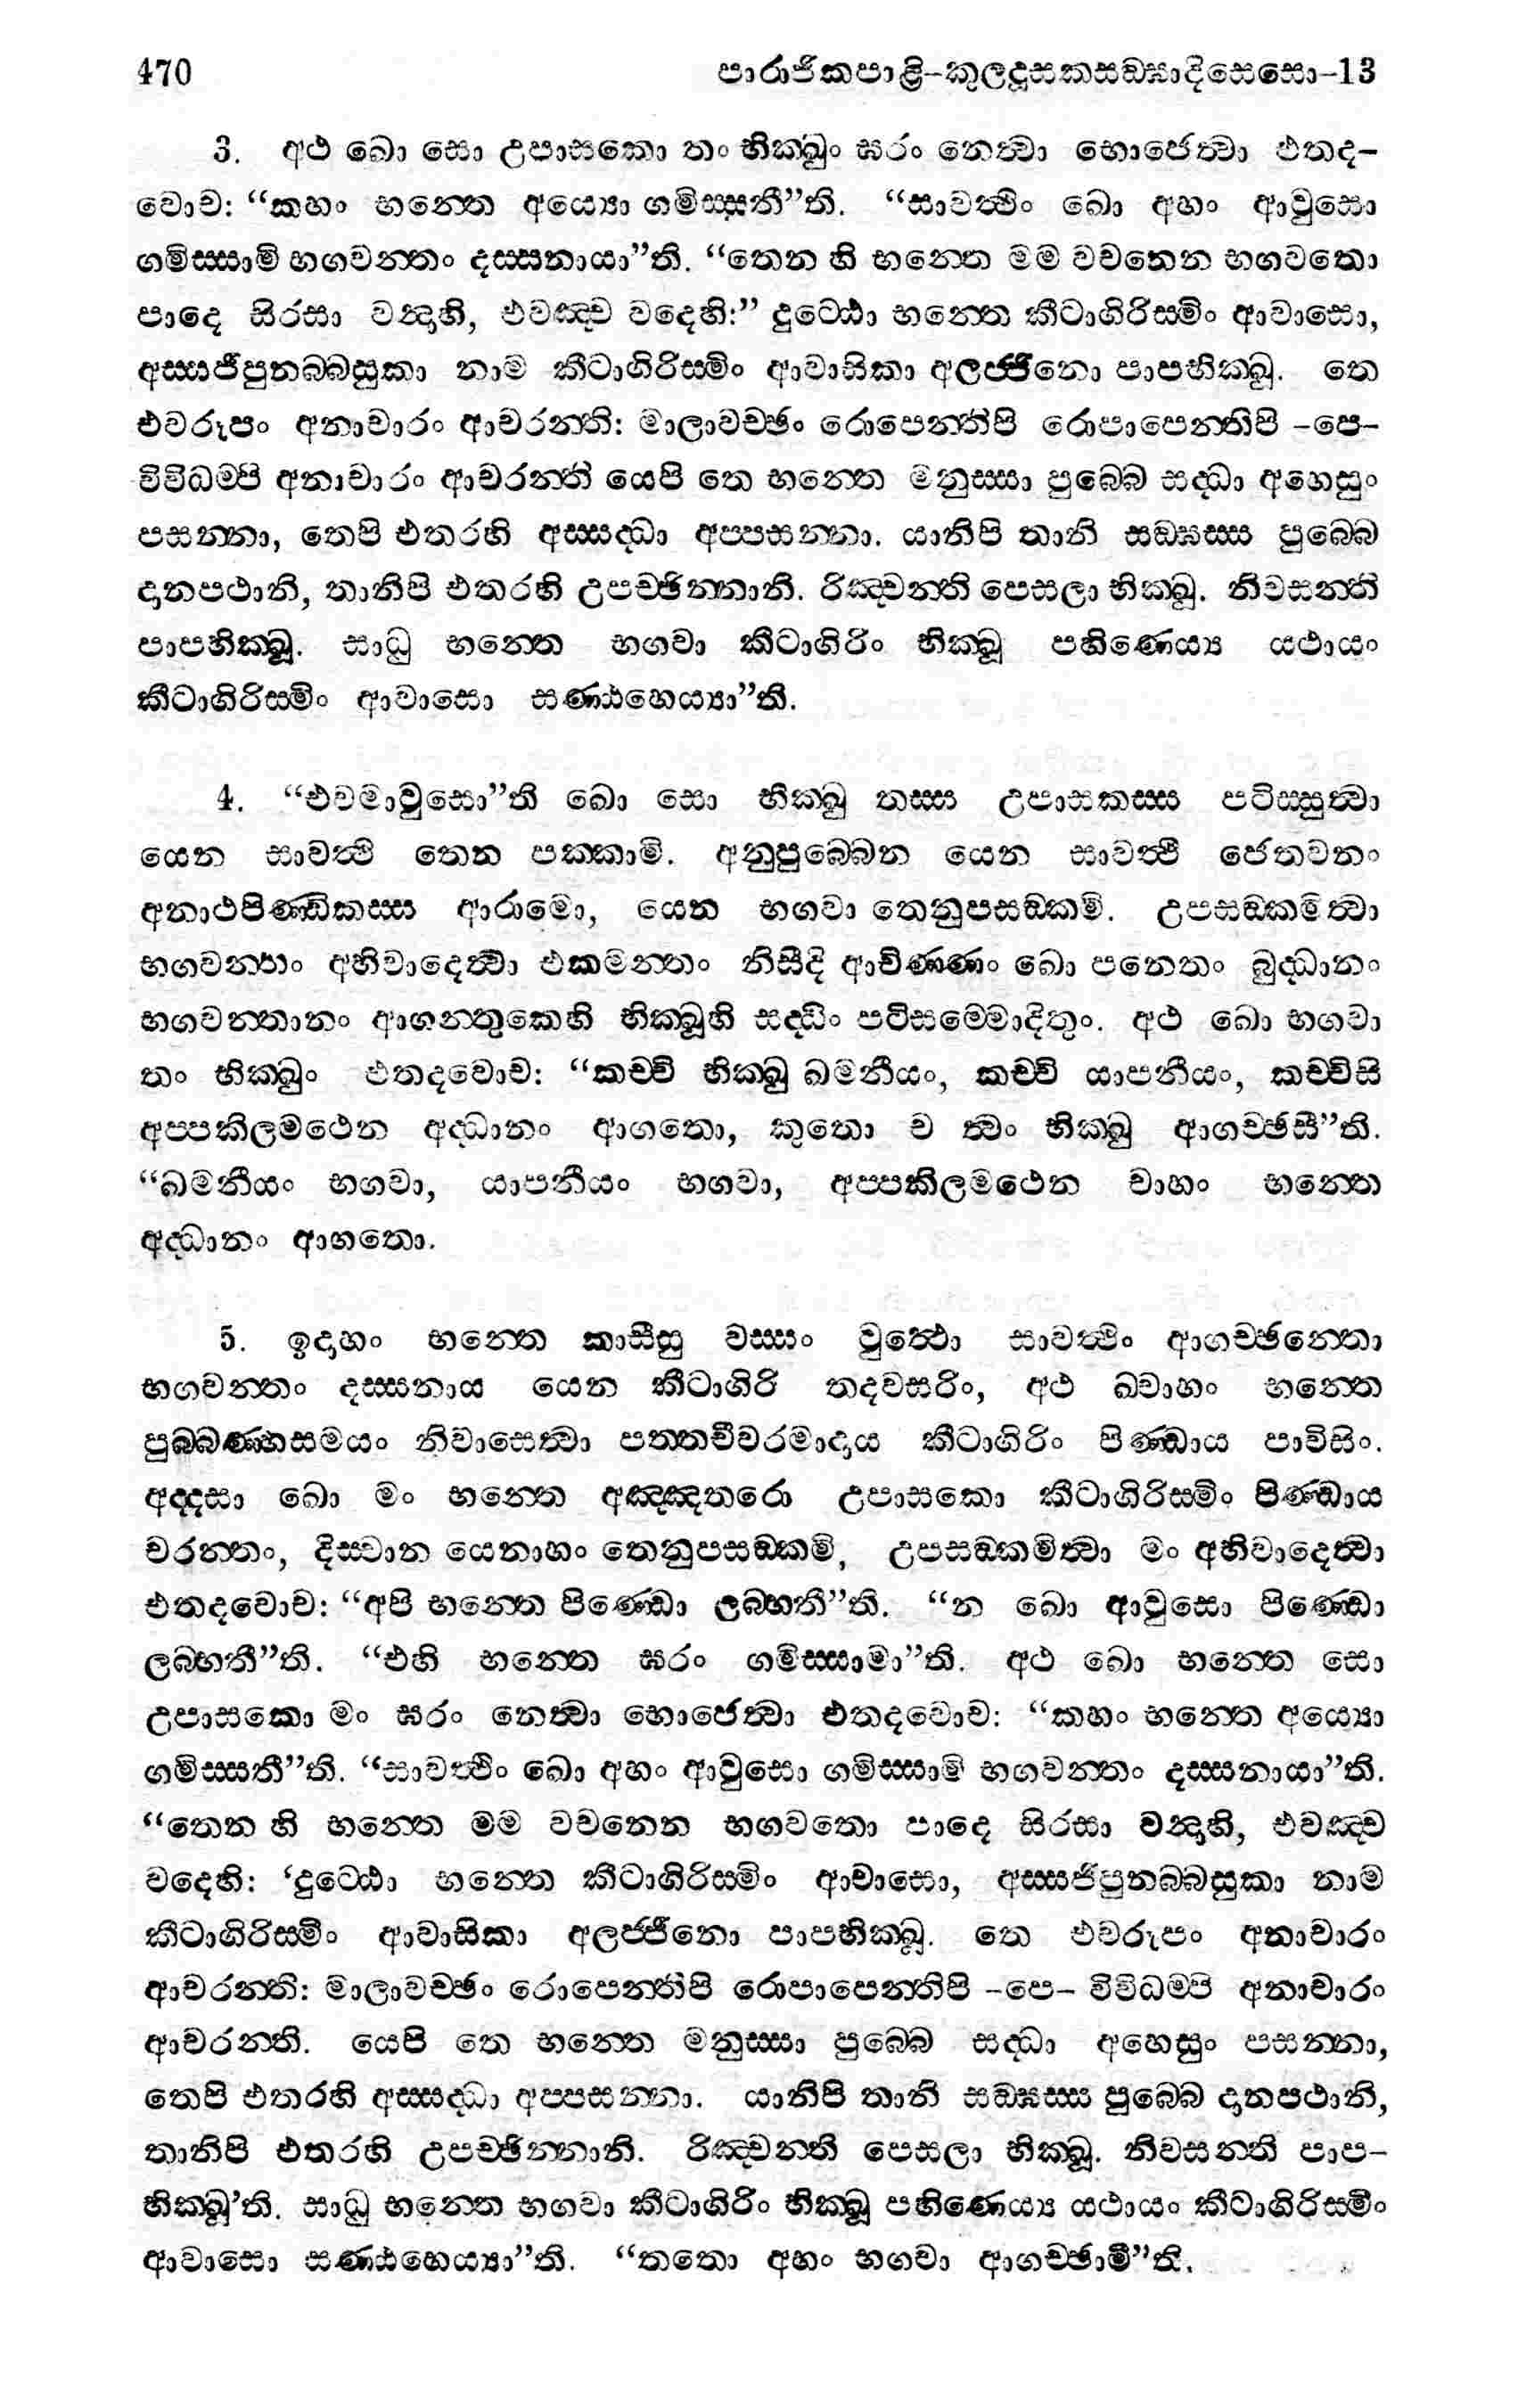 470 පාරාජිකපාළි-කුලදූසකසඞ්ඝාදිසෙසො-13
3. අථ ඛො සො උපාසකො තං භික්ඛුං ඝරං නෙත්‍වා භොජෙත්‍වා එතද-
වොච: “කහං භන්තෙ අය්‍යො ගමිස්සතී”ති. “සාවත්‍ථිං ඛො අහං ආවුසො
ගමිස්සාමි භගවන්තං දස්සනායා”ති. “තෙන හි භන්තෙ මම වචනෙන භගවතො
පාදෙ සිරසා වන්‍දාහි, එවඤ්ච වදෙහි:” දුට්ඨො භන්තෙ කීටාගිරිස්මිං ආවාසො,
අස්සජිපුනබ්බසුකා නාම කීටාගිරිස්මිං ආවාසිකා අලජ්ජිනො පාපභික්ඛූ. තෙ
එවරූපං අනාචාරං ආචරන්ති: මාලාවච්ඡං රොපෙන්තිපි රොපාපෙන්තිපි -පෙ-
විවිධම්පි අනාචාරං ආචරන්ති යෙපි තෙ භන්තෙ මනුස්සා පුබ්බෙ සද්ධා අහෙසුං
පසන්නා, තෙපි එතරහි අස්සද්ධා අප්පසන්නා. යානිපි තානි සඞ්ඝස්ස පුබ්බෙ
දානපථානි, තානිපි එතරහි උපච්ඡින්නානි. රිඤ්චන්ති පෙසලා භික්ඛූ. නිවසන්ති
පාපභික්ඛූ. සාධු භන්තෙ භගවා කීටාගිරිං භික්ඛූ පහිණෙය්‍ය යථායං
කීටාගිරිස්මිං ආවාසො සණ්ඨහෙය්‍යා”ති.
4. “එවමාවුසො”ති ඛො සො භික්ඛු තස්ස උපාසකස්ස පටිස්සුත්‍වා
යෙන සාවත්‍ථි තෙන පක්කාමි. අනුපුබ්බෙන යෙන සාවත්‍ථි ජෙතවනං
අනාථපිණ්ඩිකස්ස ආරාමො, යෙන භගවා තෙනුපසඞ්කමි. උපසඞ්කමිත්‍වා
භගවන්තං අභිවාදෙත්‍වා එකමන්තං නිසීදි ආචිණ්ණං ඛො පනෙතං බුද්ධානං
භගවන්තානං ආගන්තුකෙහි භික්ඛූහි සද්ධිං පටිසම්මොදිතුං. අථ ඛො භගවා
තං භික්ඛුං එතදවොච: “කච්චි භික්ඛු ඛමනීයං, කච්චි යාපනීයං, කච්චිසි
අප්පකිලමථෙන අද්ධානං ආගතො, කුතො ච ත්‍වං භික්ඛු ආගච්ඡසී”ති.
“ඛමනීයං භගවා, යාපනීයං භගවා, අප්පකිලමථෙන චාහං භන්තෙ
අද්ධානං ආගතො.
5. ඉදාහං භන්තෙ කාසීසු වස්සං වුත්‍ථො සාවත්‍ථිං ආගච්ඡන්තො
භගවන්තං දස්සනාය යෙන කීටාගිරි තදවසරිං, අථ ඛ්වාහං භන්තෙ
පුබ්බණ්හසමයං නිවාසෙත්‍වා පත්තචීවරමාදාය කීටාගිරිං පිණ්ඩාය පාවිසිං.
අද්දසා ඛො මං භන්තෙ අඤ්ඤතරො උපාසකො කීටාගිරිස්මිං පිණ්ඩාය
චරන්තං, දිස්වාන යෙනාහං තෙනුපසඞ්කමි, උපසඞ්කමිත්‍වා මං අභිවාදෙත්‍වා
එතදවොච: “අපි භන්තෙ පිණ්ඩො ලබ්භතී”ති. “න ඛො ආවුසො පිණ්ඩො
ලබ්භතී”ති. “එහි භන්තෙ ඝරං ගමිස්සාමා”ති. අථ ඛො භන්තෙ සො
උපාසකො මං ඝරං නෙත්‍වා භොජෙත්‍වා එතදවොච: “කහං භන්තෙ අය්‍යො
ගමිස්සතී”ති. “සාවත්‍ථිං ඛො අහං ආවුසො ගමිස්සාමි භගවන්තං දස්සනායා”ති.
“තෙන හි භන්තෙ මම වචනෙන භගවතො පාදෙ සිරසා වන්‍දාහි, එවඤ්ච
වදෙහි: ‘දුට්ඨො භන්තෙ කීටාගිරිස්මිං ආවාසො, අස්සජිපුනබ්බසුකා නාම
කීටාගිරිස්මිං ආවාසිකා අලජ්ජිනො පාපභික්ඛූ. තෙ එවරූපං අනාචාරං
ආචරන්ති: මාලාවච්ඡං රොපෙන්තිපි රොපාපෙන්තිපි -පෙ- විවිධම්පි අනාචාරං
ආචරන්ති. යෙපි තෙ භන්තෙ මනුස්සා පුබ්බෙ සද්ධා අහෙසුං පසන්නා,
තෙපි එතරහි අස්සද්ධා අප්පසන්නා. යානිපි තානි සඞ්ඝස්ස පුබ්බෙ දානපථානි,
තානිපි එතරහි උපච්ඡින්නානි. රිඤ්චන්ති පෙසලා භික්ඛූ. නිවසන්ති පාප-
භික්ඛූ’ති. සාධු භන්තෙ භගවා කීටාගිරිං භික්ඛූ පහිණෙය්‍ය යථායං කීටාගිරිස්මිං
ආවාසො සණ්ඨහෙය්‍යා”ති. “තතො අහං භගවා ආගච්ඡාමී”ති.